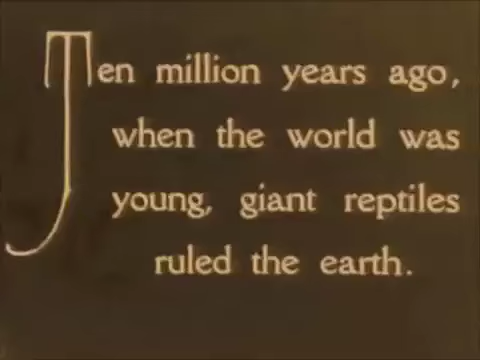 Ten million years ago,
when the world was
young, giant reptiles
ruled the earth.